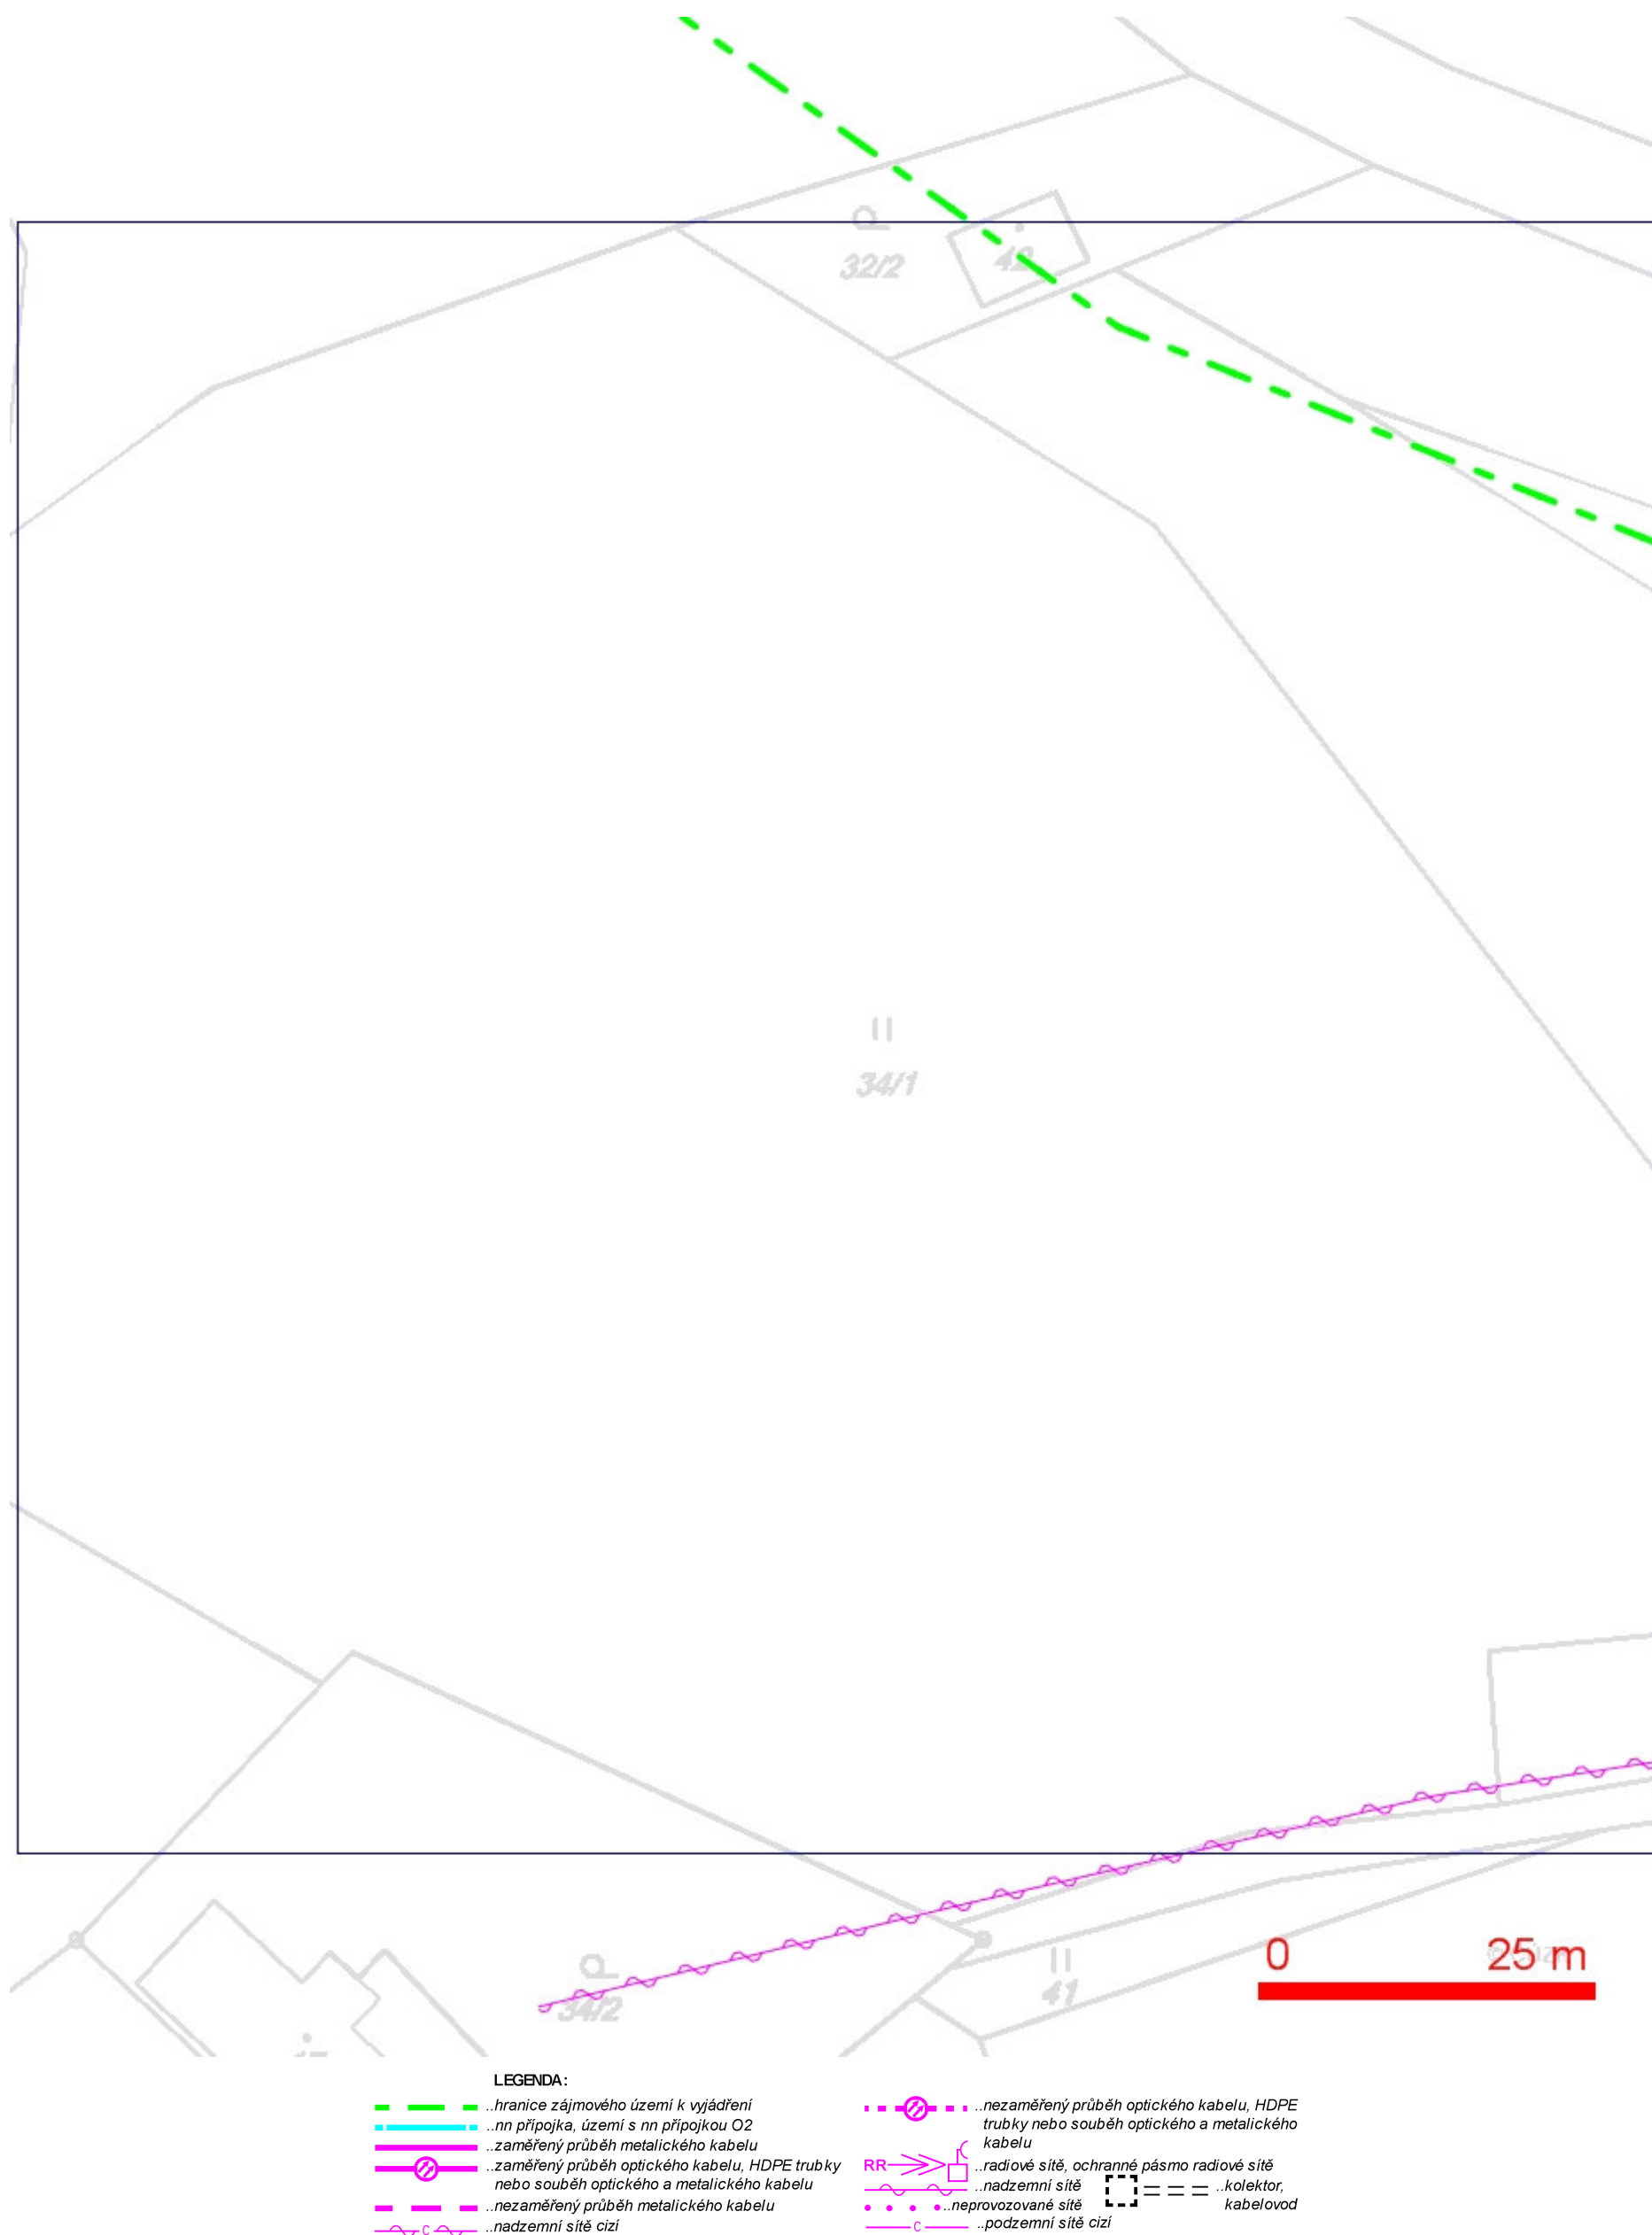 32/2
42
34/1
34/2
41
0 25 m
LEGENDA:
..hranice zájmového území k vyjádření
..nn přípojka, území s nn přípojkou O2
..zaměřený průběh metalického kabelu
..zaměřený průběh optického kabelu, HDPE trubky
nebo souběh optického a metalického kabelu
..nezaměřený průběh metalického kabelu
C ..nadzemní sítě cizí
..nezaměřený průběh optického kabelu, HDPE
trubky nebo souběh optického a metalického
kabelu
RR ..radiové sítě, ochranné pásmo radiové sítě
..nadzemní sítě
..kolektor,
kabelovod
..neprovozované sítě
C ..podzemní sítě cizí